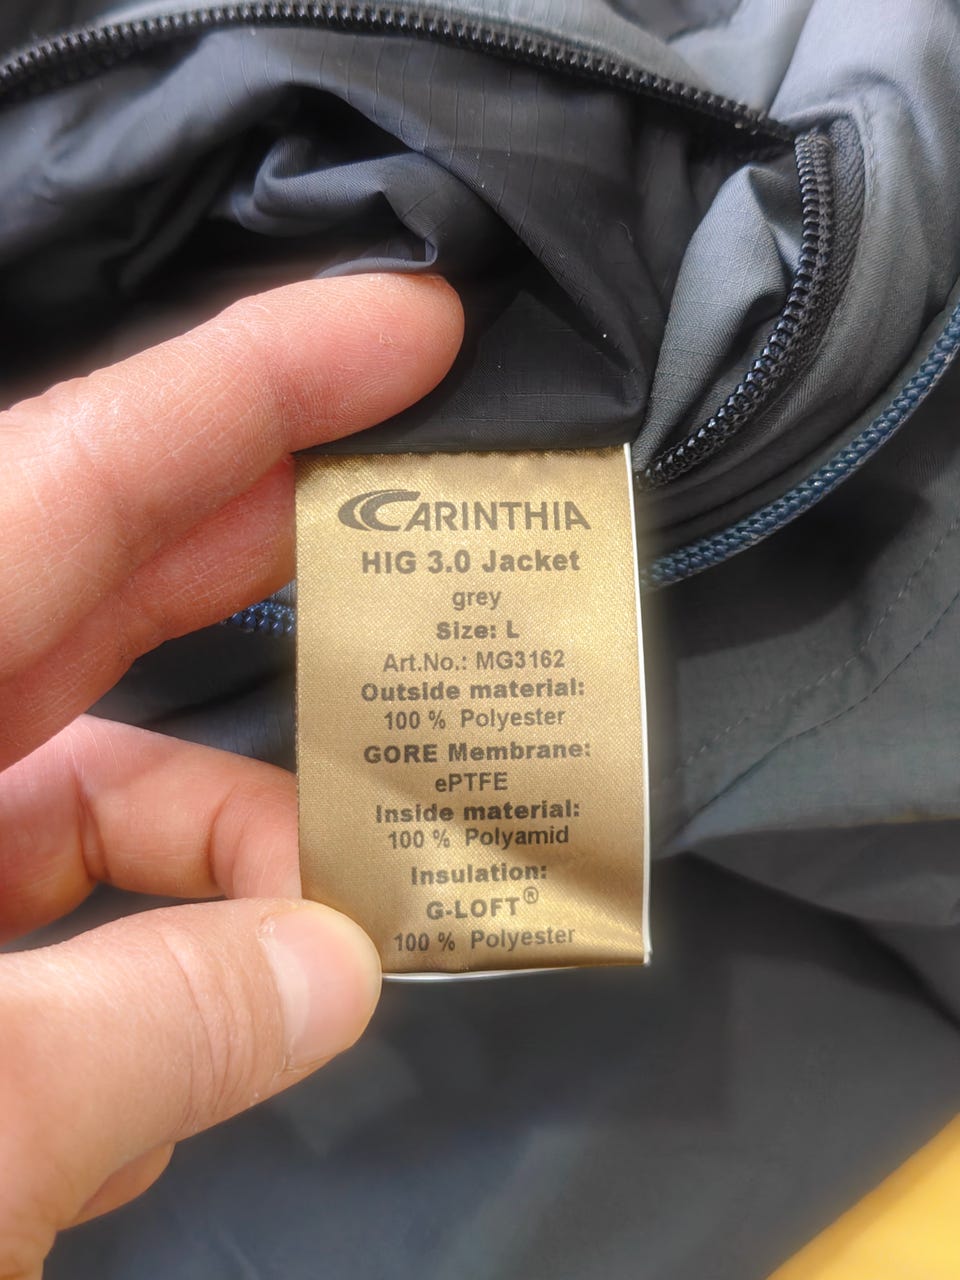 CARINTHIA
HIG 3.0 Jacket
grey
Size: L
Art.No.: MG3162
Outside material:
100 % Polyester
GORE Membrane:
ePTFE
Inside material:
100 % Polyamid
Insulation:
G-LOFT®
100 % Polyester